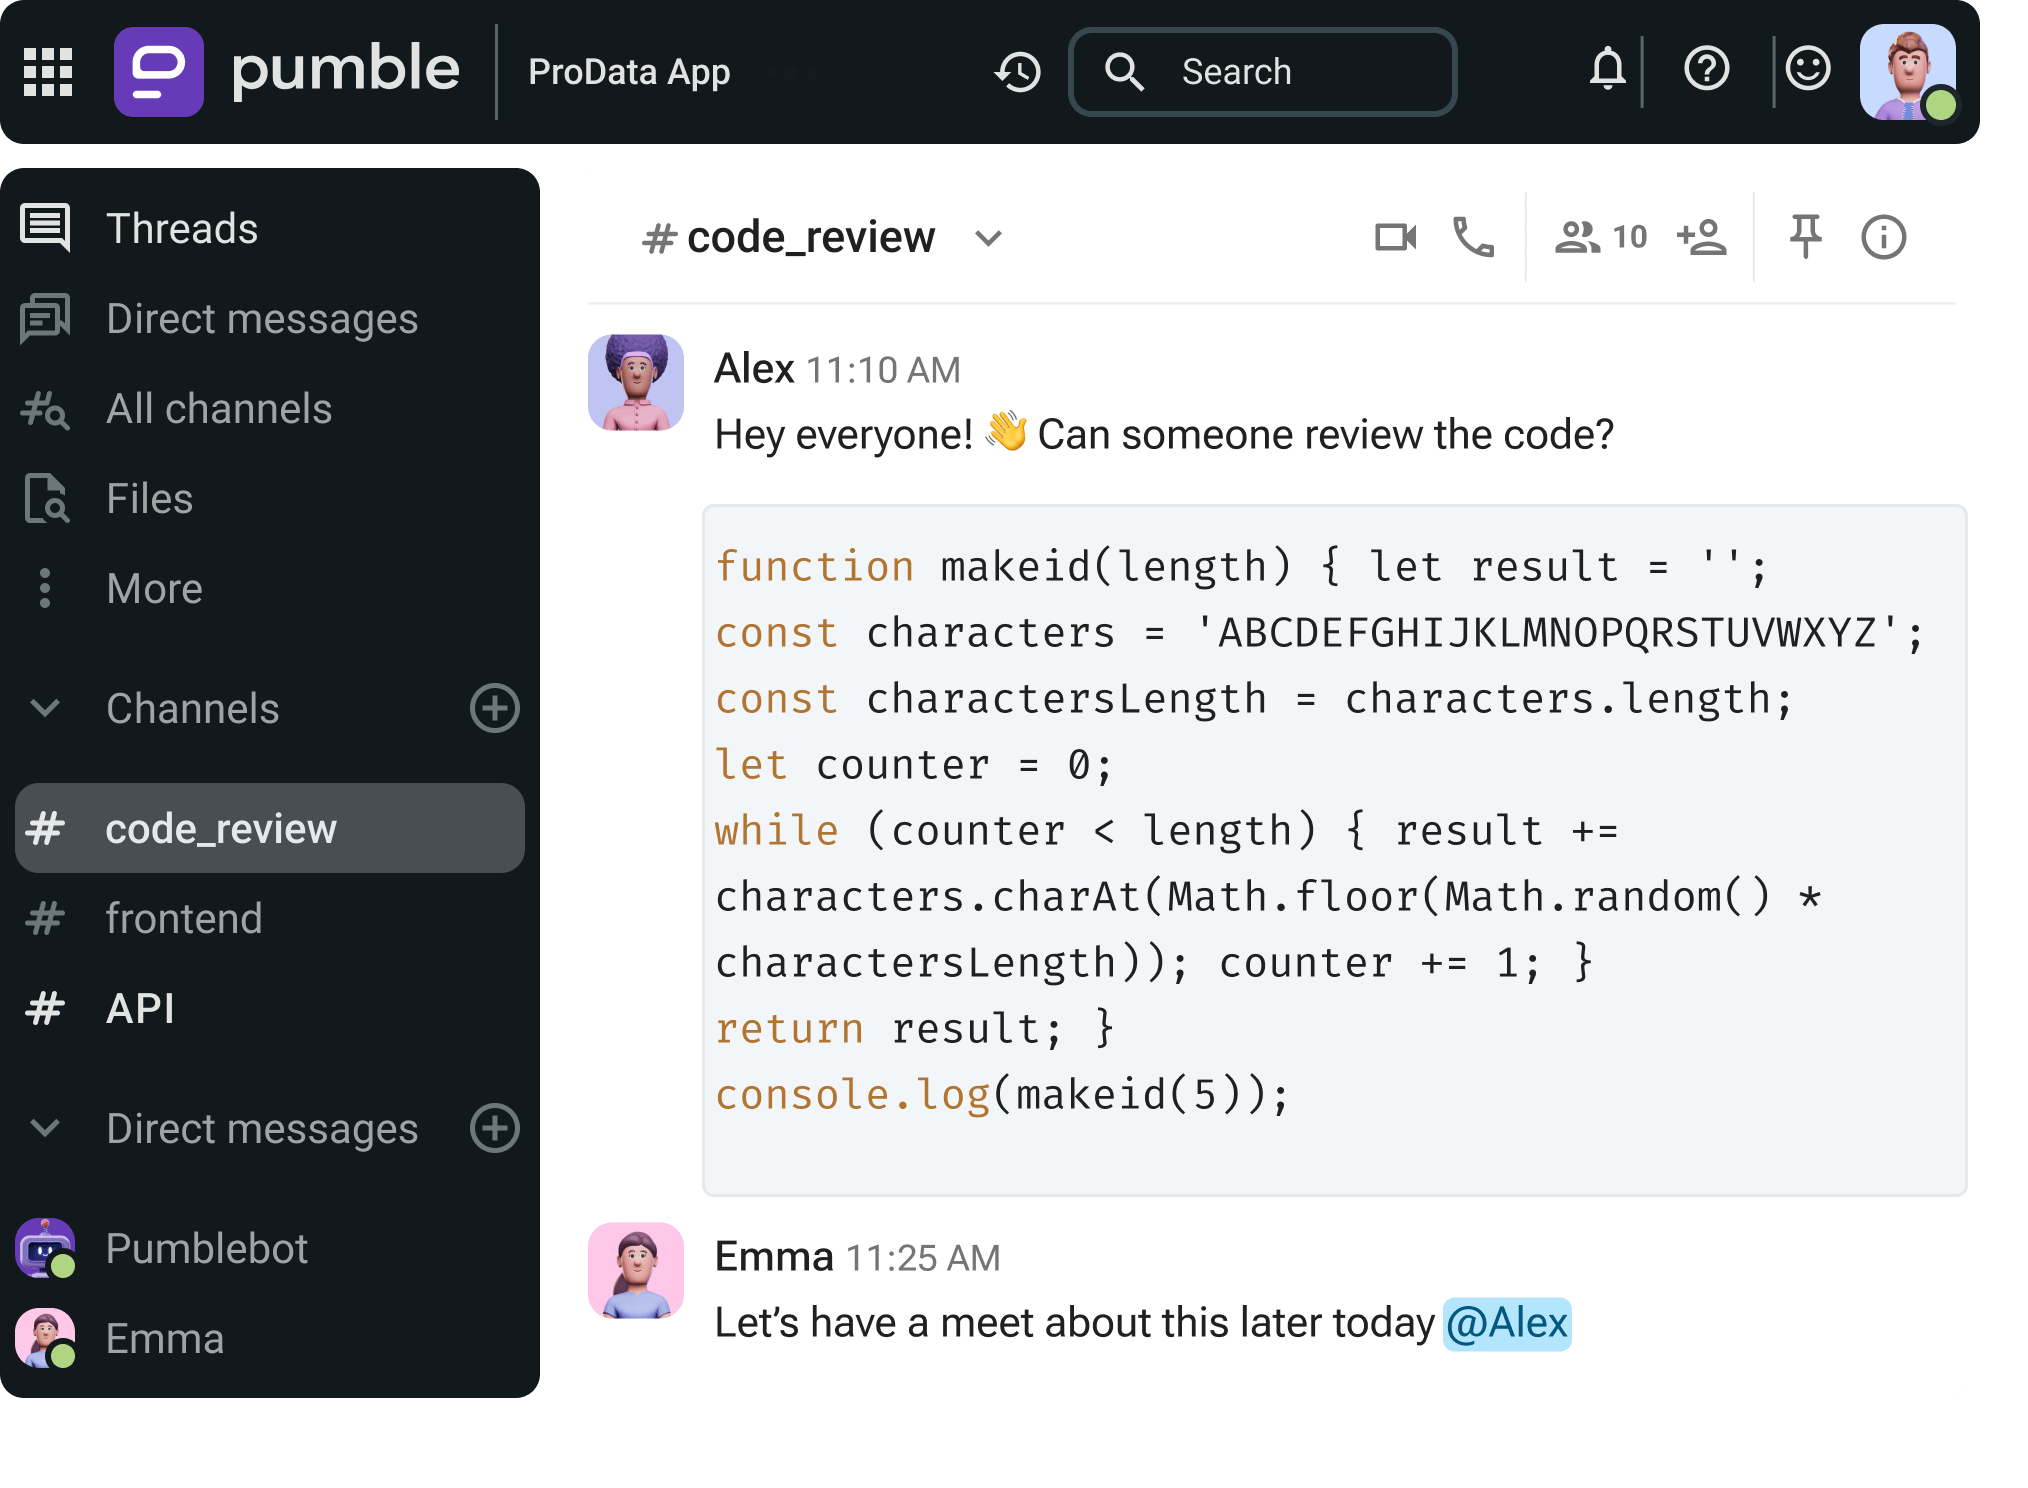 pumble
ProData App
Search
Threads
Direct messages
All channels
Files
More
Channels
# code_review
# frontend
# API
Direct messages
Pumblebot
Emma
# code_review
10
Alex 11:10 AM
Hey everyone! 👋 Can someone review the code?
function makeid(length) { let result = '';
const characters = 'ABCDEFGHIJKLMNOPQRSTUVWXYZ';
const charactersLength = characters.length;
let counter = 0;
while (counter < length) { result +=
characters.charAt(Math.floor(Math.random() *
charactersLength)); counter += 1; }
return result; }
console.log(makeid(5));
Emma 11:25 AM
Let’s have a meet about this later today @Alex